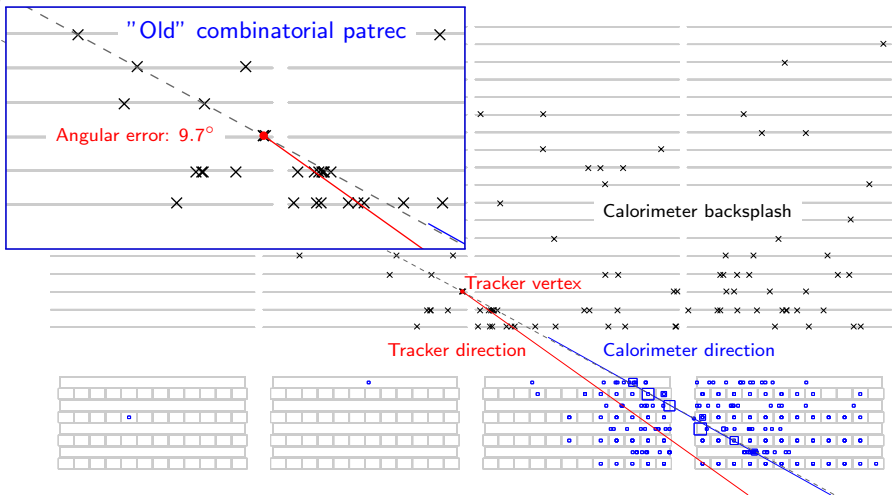 "Old" combinatorial patrec
Angular error: 9.7°
Calorimeter backsplash
Tracker vertex
Tracker direction
Calorimeter direction